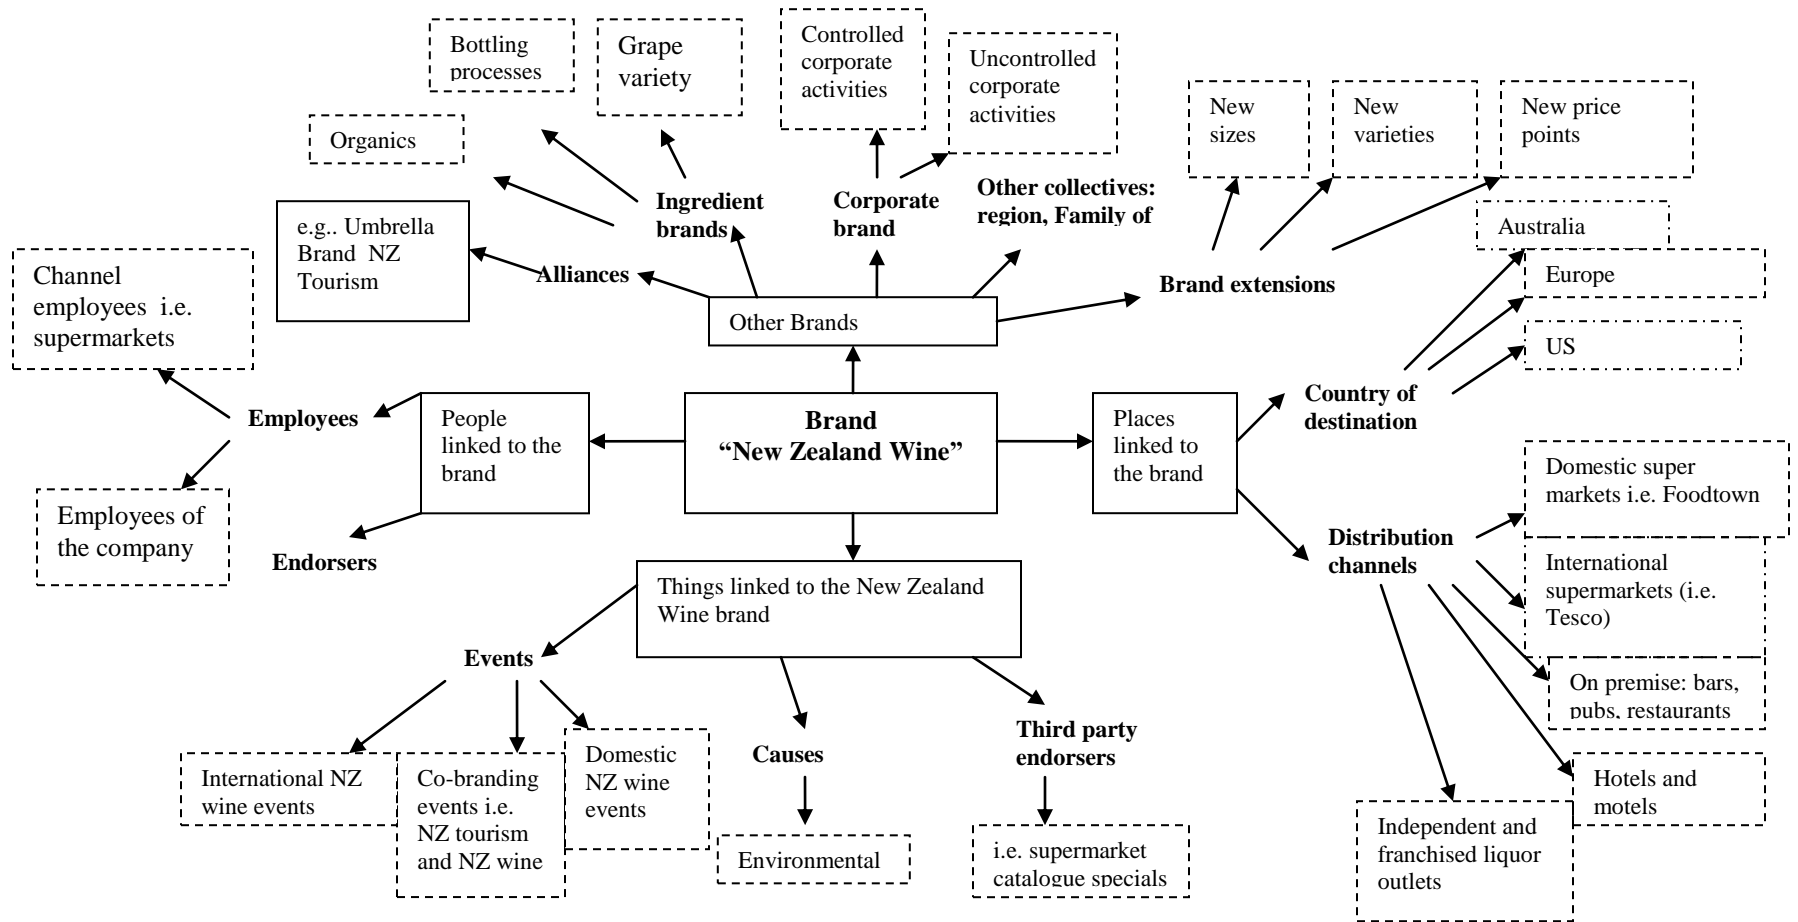 Bottling
processes
Grape
variety
Controlled
corporate
activities
Uncontrolled
corporate
activities
New
sizes
New
varieties
New price
points
Organics
Ingredient
brands
Corporate
brand
Other collectives:
region, Family of
e.g.. Umbrella
Brand NZ
Tourism
Alliances
Brand extensions
Australia
Europe
US
Channel
employees i.e.
supermarkets
Other Brands
Employees
People
linked to the
brand
Brand
“New Zealand Wine”
Places
linked to
the brand
Country of
destination
Employees of
the company
Endorsers
Domestic super
markets i.e. Foodtown
Distribution
channels
International
supermarkets (i.e.
Tesco)
Things linked to the New Zealand
Wine brand
On premise: bars,
pubs, restaurants
Events
Causes
Third party
endorsers
Hotels and
motels
International NZ
wine events
Co-branding
events i.e.
NZ tourism
and NZ wine
Domestic
NZ wine
events
Environmental
i.e. supermarket
catalogue specials
Independent and
franchised liquor
outlets